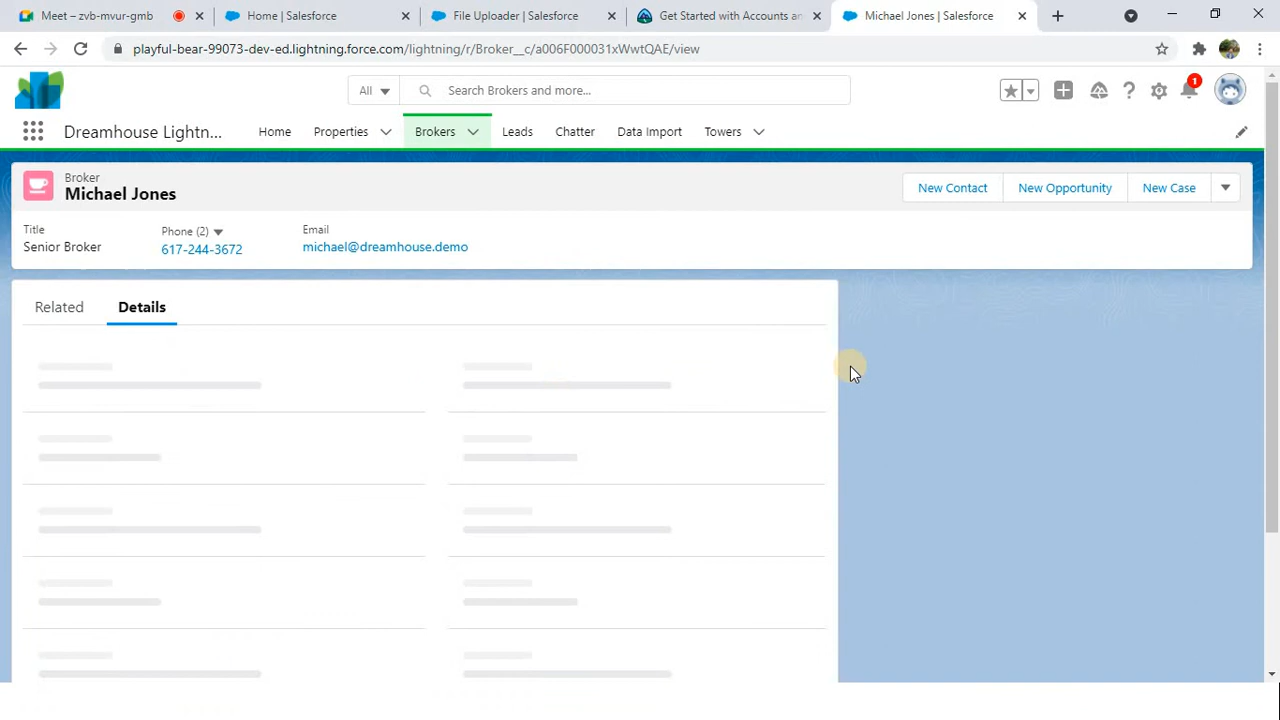 Meet – zvb-mvur-gmb
Home | Salesforce
File Uploader | Salesforce
Get Started with Accounts an
Michael Jones | Salesforce
playful-bear-99073-dev-ed.lightning.force.com/lightning/r/Broker__c/a006F000031xWwtQAE/view
All
Search Brokers and more...
1
Dreamhouse Lightn...
Home
Properties
Brokers
Leads
Chatter
Data Import
Towers
Broker
Michael Jones
New Contact
New Opportunity
New Case
Title
Senior Broker
Phone (2)
617-244-3672
Email
michael@dreamhouse.demo
Related
Details